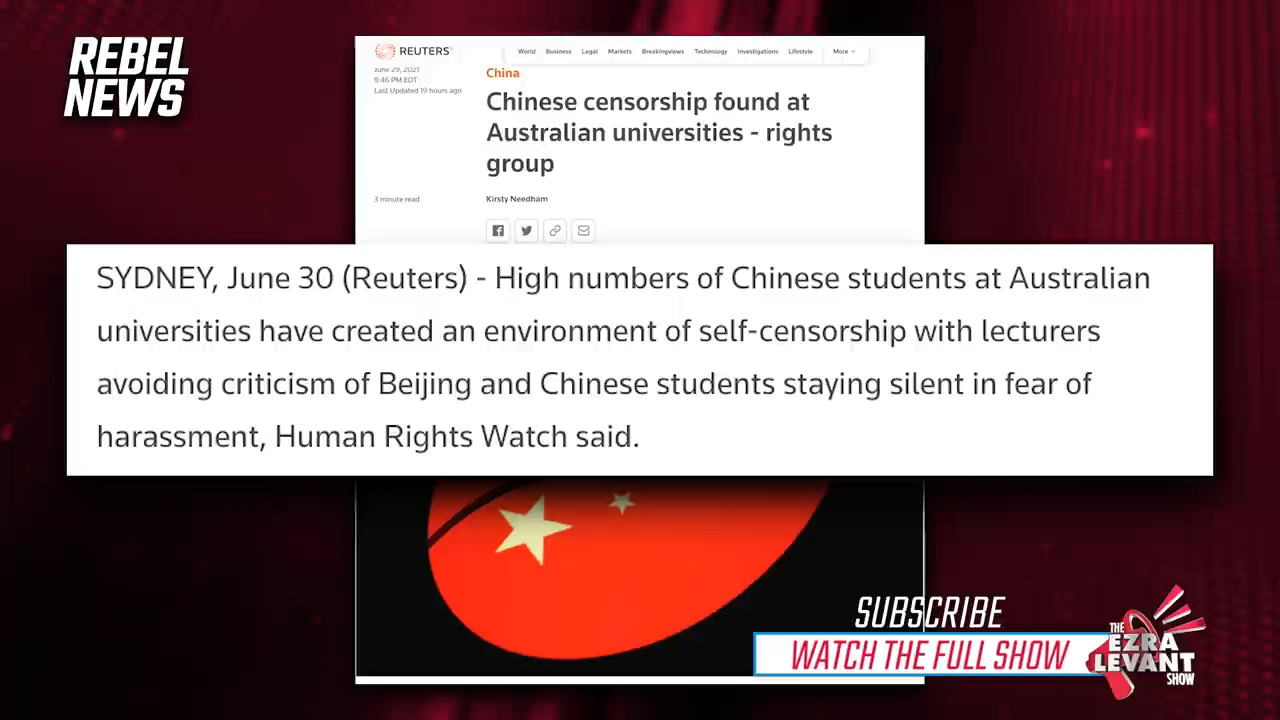 REBEL
NEWS
REUTERS
World Business Legal Markets Breakingviews Technology Investigations Lifestyle More
June 29, 2021
9:46 PM EDT
Last Updated 19 hours ago
China
Chinese censorship found at
Australian universities - rights
group
3 minute read
Kirsty Needham
SYDNEY, June 30 (Reuters) - High numbers of Chinese students at Australian
universities have created an environment of self-censorship with lecturers
avoiding criticism of Beijing and Chinese students staying silent in fear of
harassment, Human Rights Watch said.
SUBSCRIBE
WATCH THE FULL SHOW
THE
EZRA
LEVANT
SHOW